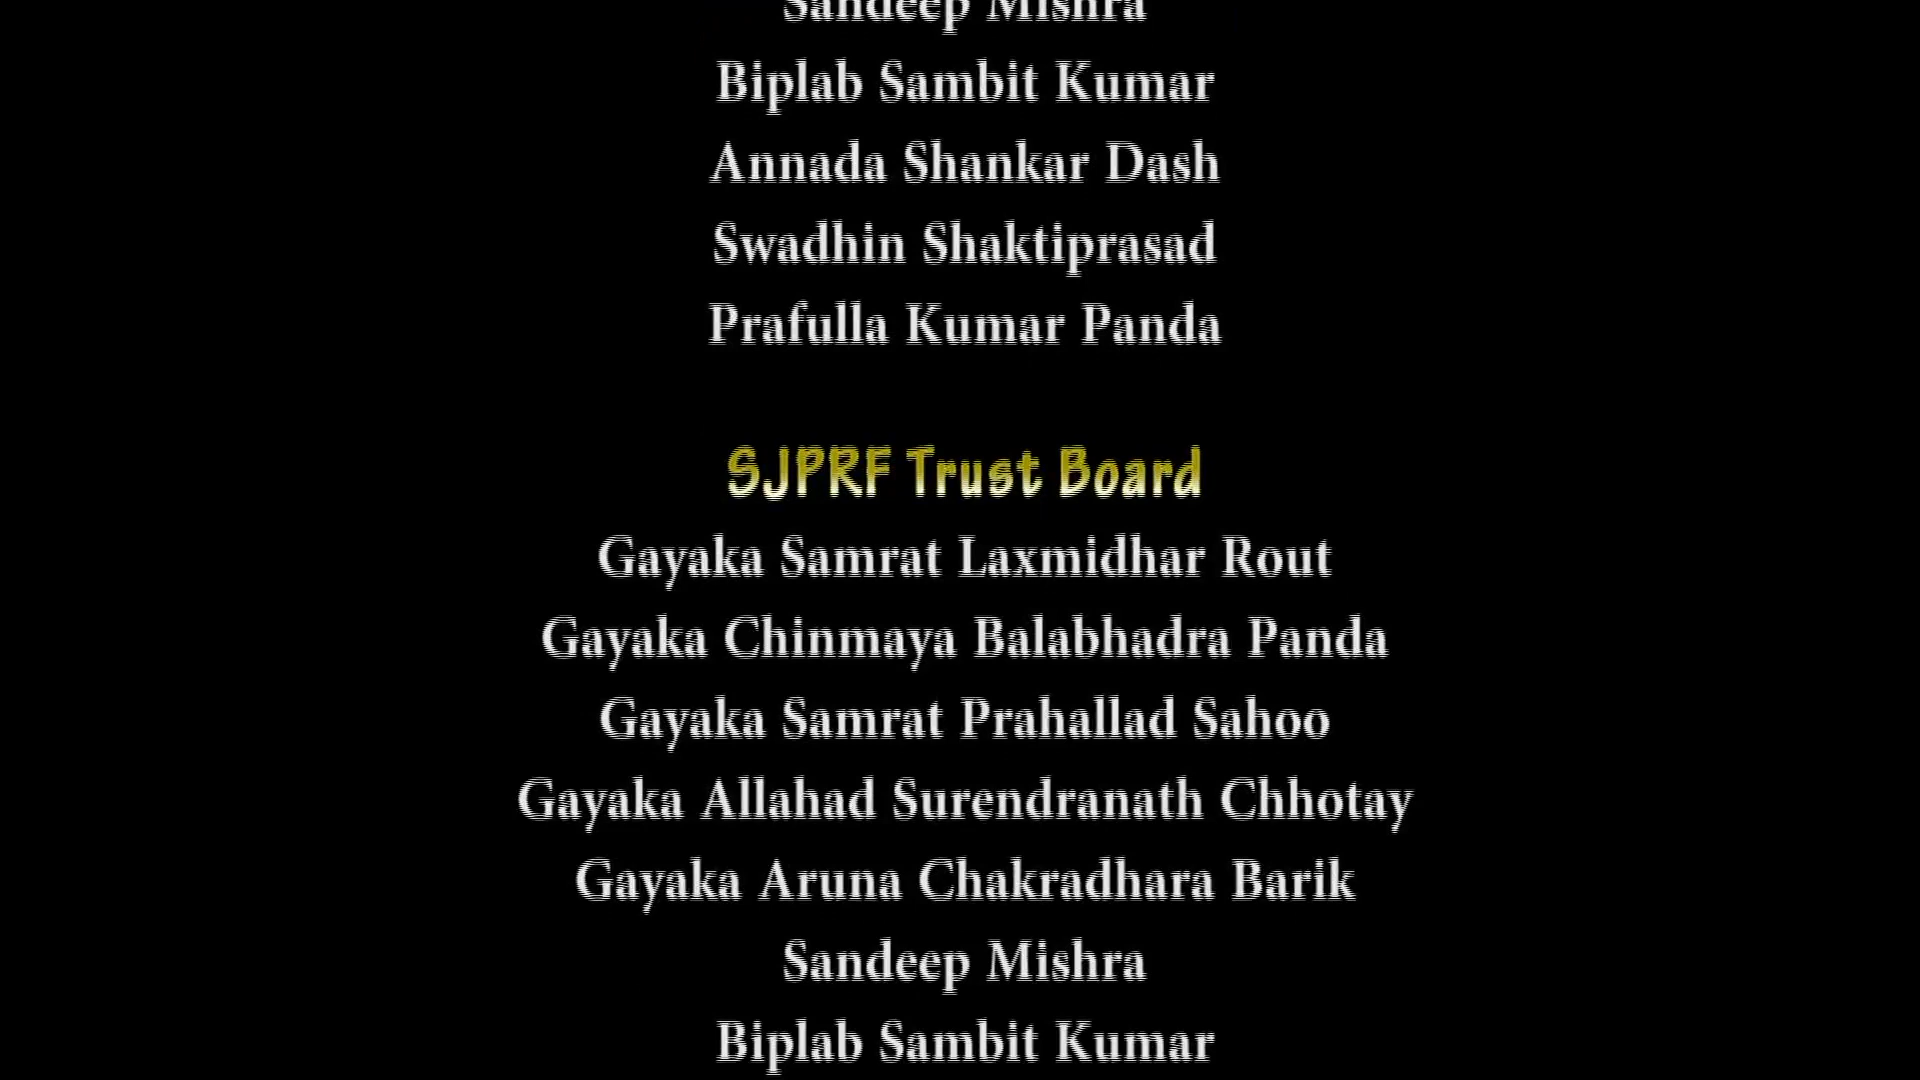 Sandeep Mishra
Biplab Sambit Kumar
Annada Shankar Dash
Swadhin Shaktiprasad
Prafulla Kumar Panda
SJPRF Trust Board
Gayaka Samrat Laxmidhar Rout
Gayaka Chinmaya Balabhadra Panda
Gayaka Samrat Prahallad Sahoo
Gayaka Allahad Surendranath Chhotay
Gayaka Aruna Chakradhara Barik
Sandeep Mishra
Biplab Sambit Kumar